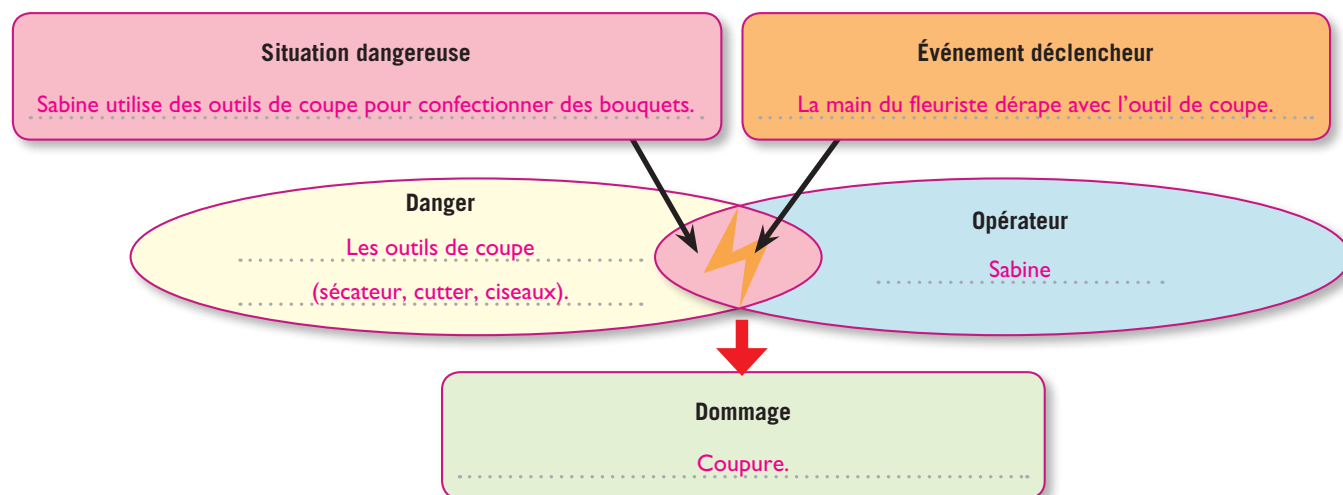 Situation dangereuse
Sabine utilise des outils de coupe pour confectionner des bouquets.
Événement déclencheur
La main du fleuriste dérape avec l’outil de coupe.
Danger
Les outils de coupe
(sécateur, cutter, ciseaux).
Opérateur
Sabine
Dommage
Coupure.